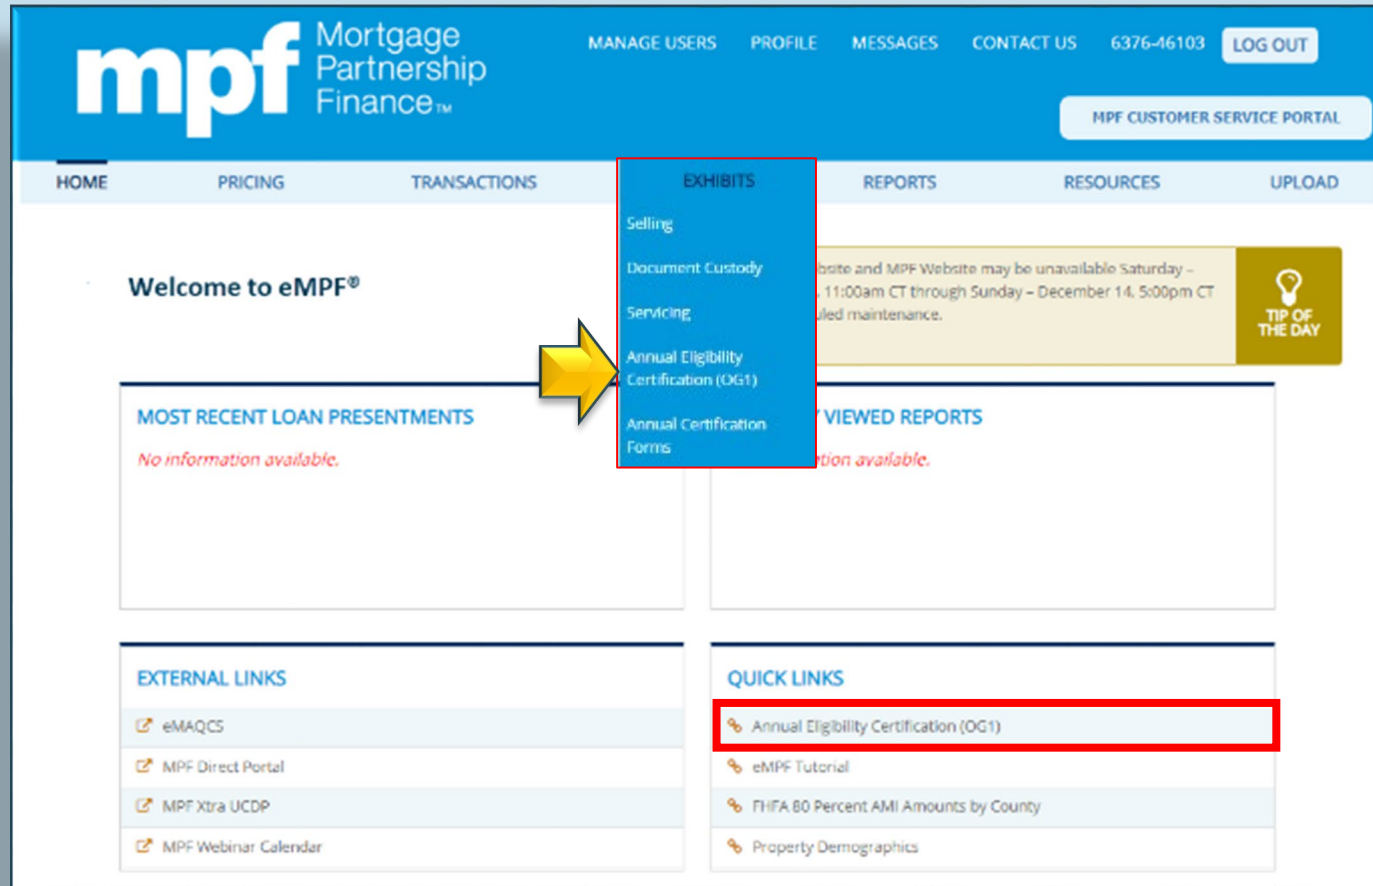 mpf Mortgage
Partnership
Finance™
MANAGE USERS PROFILE MESSAGES CONTACT US 6376-46103 LOG OUT
MPF CUSTOMER SERVICE PORTAL
HOME PRICING TRANSACTIONS EXHIBITS REPORTS RESOURCES UPLOAD
Selling
Document Custody
Servicing
Annual Eligibility
Certification (OG1)
Annual Certification
Forms
Welcome to eMPF®
and MPF Website may be unavailable Saturday –
11:00am CT through Sunday – December 14, 5:00pm CT
maintenance.
TIP OF
THE DAY
MOST RECENT LOAN PRESENTMENTS
No information available.
VIEWED REPORTS
available.
EXTERNAL LINKS
eMAQCS
MPF Direct Portal
MPF Xtra UCDP
MPF Webinar Calendar
QUICK LINKS
Annual Eligibility Certification (OG1)
eMPF Tutorial
FHFA 80 Percent AMI Amounts by County
Property Demographics